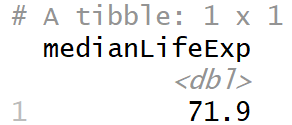 # A tibble: 1 x 1
medianLifeExp
<dbl>
1 71.9